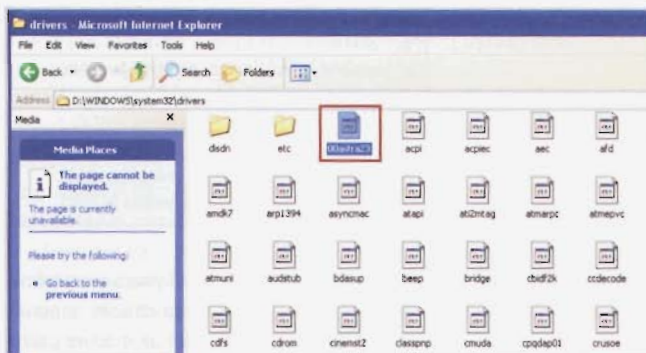 drivers - Microsoft Internet Explorer
File Edit View Favorites Tools Help
Back Search Folders
Address D:\WINDOWS\system32\drivers
Media
Media Places
The page cannot be
displayed.
The page is currently
unavailable.
Please try the following:
Go back to the
previous menu.
disdn etc acpi acpiec aec afd
amdk7 arp1394 asyncmac atapi ati2mtag atmarpc atmepvc
atmuni audstub bdasup beep bridge cbidf2k ccdecode
cdfs cdrom cinemst2 classpnp cmuda cpqdap01 crusoe